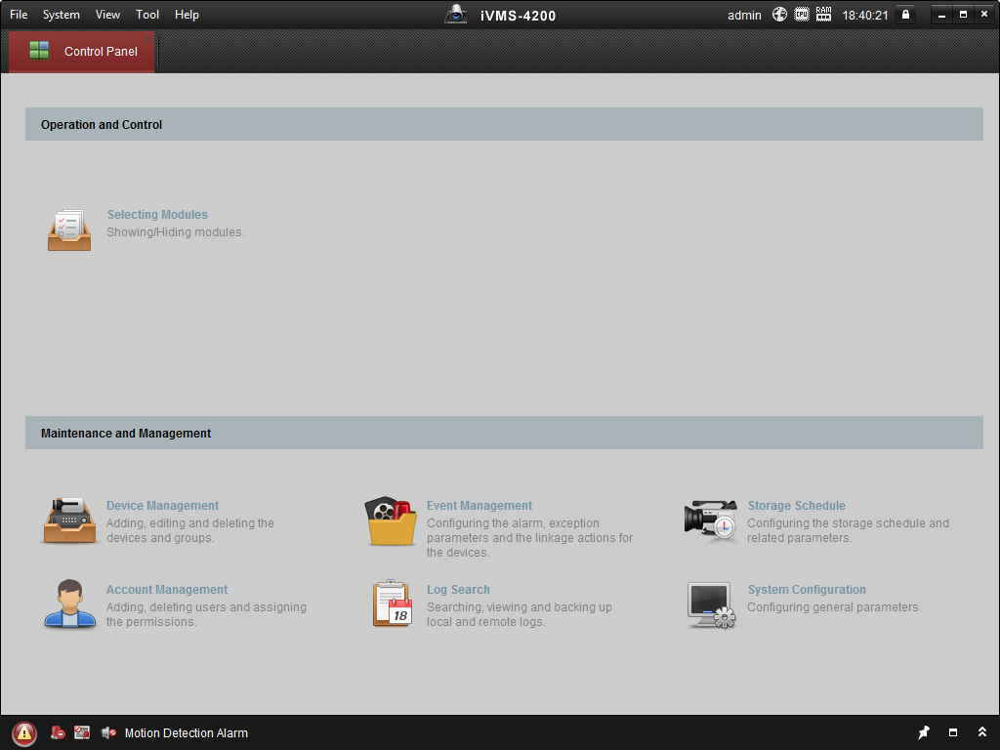 File System View Tool Help iVMS-4200 admin CPU RAM 18:40:21
Control Panel
Operation and Control
Selecting Modules
Showing/Hiding modules.
Maintenance and Management
Device Management
Adding, editing and deleting the
devices and groups.
Event Management
Configuring the alarm, exception
parameters and the linkage actions for
the devices.
Storage Schedule
Configuring the storage schedule and
related parameters.
Account Management
Adding, deleting users and assigning
the permissions.
18
Log Search
Searching, viewing and backing up
local and remote logs.
System Configuration
Configuring general parameters.
Motion Detection Alarm